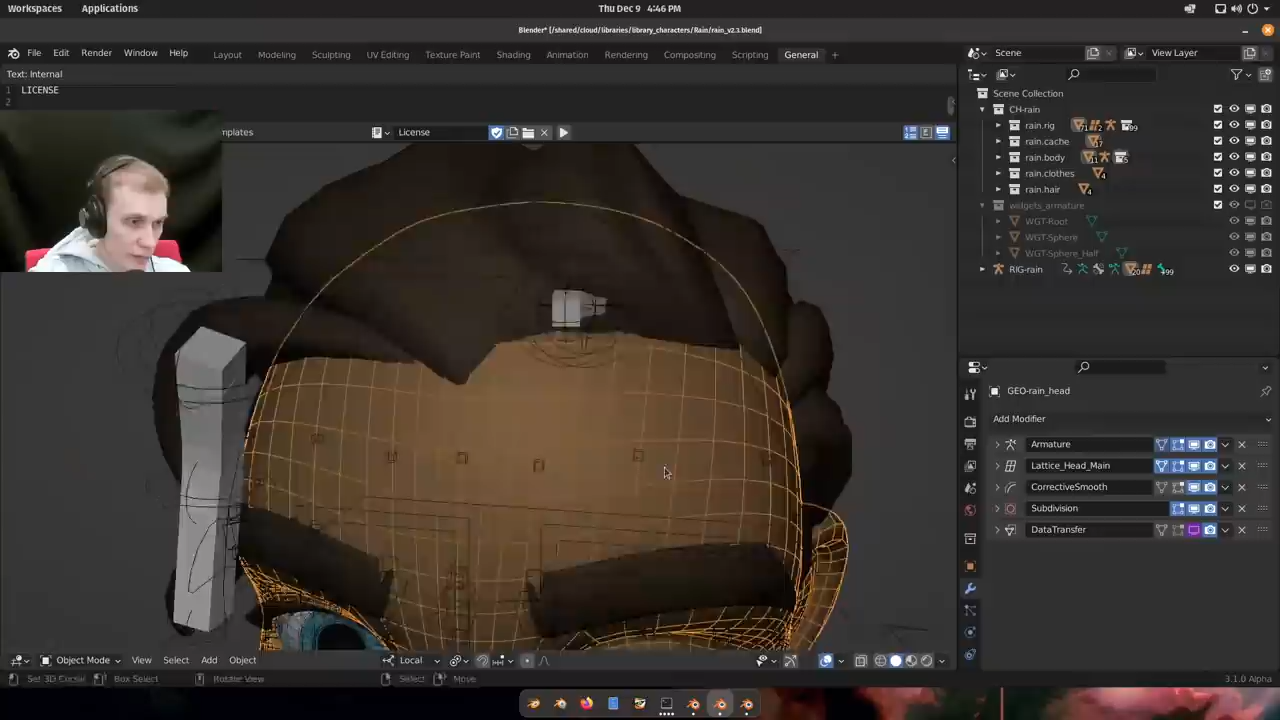 Workspaces Applications Thu Dec 9 4:46 PM
Blender* [/shared/cloud/libraries/library_characters/Rain/rain_v2.3.blend]
File Edit Render Window Help Layout Modeling Sculpting UV Editing Texture Paint Shading Animation Rendering Compositing Scripting General + Scene View Layer
Text: Internal
1 LICENSE
2
mplates License
Scene Collection
CH-rain
rain.rig
rain.cache
rain.body
rain.clothes
rain.hair
widgets_armature
WGT-Root
WGT-Sphere
WGT-Sphere_Half
RIG-rain
GEO-rain_head
Add Modifier
Armature
Lattice_Head_Main
CorrectiveSmooth
Subdivision
DataTransfer
Object Mode View Select Add Object Local
Set 3D Cursor Box Select Rotate View Select Move 3.1.0 Alpha